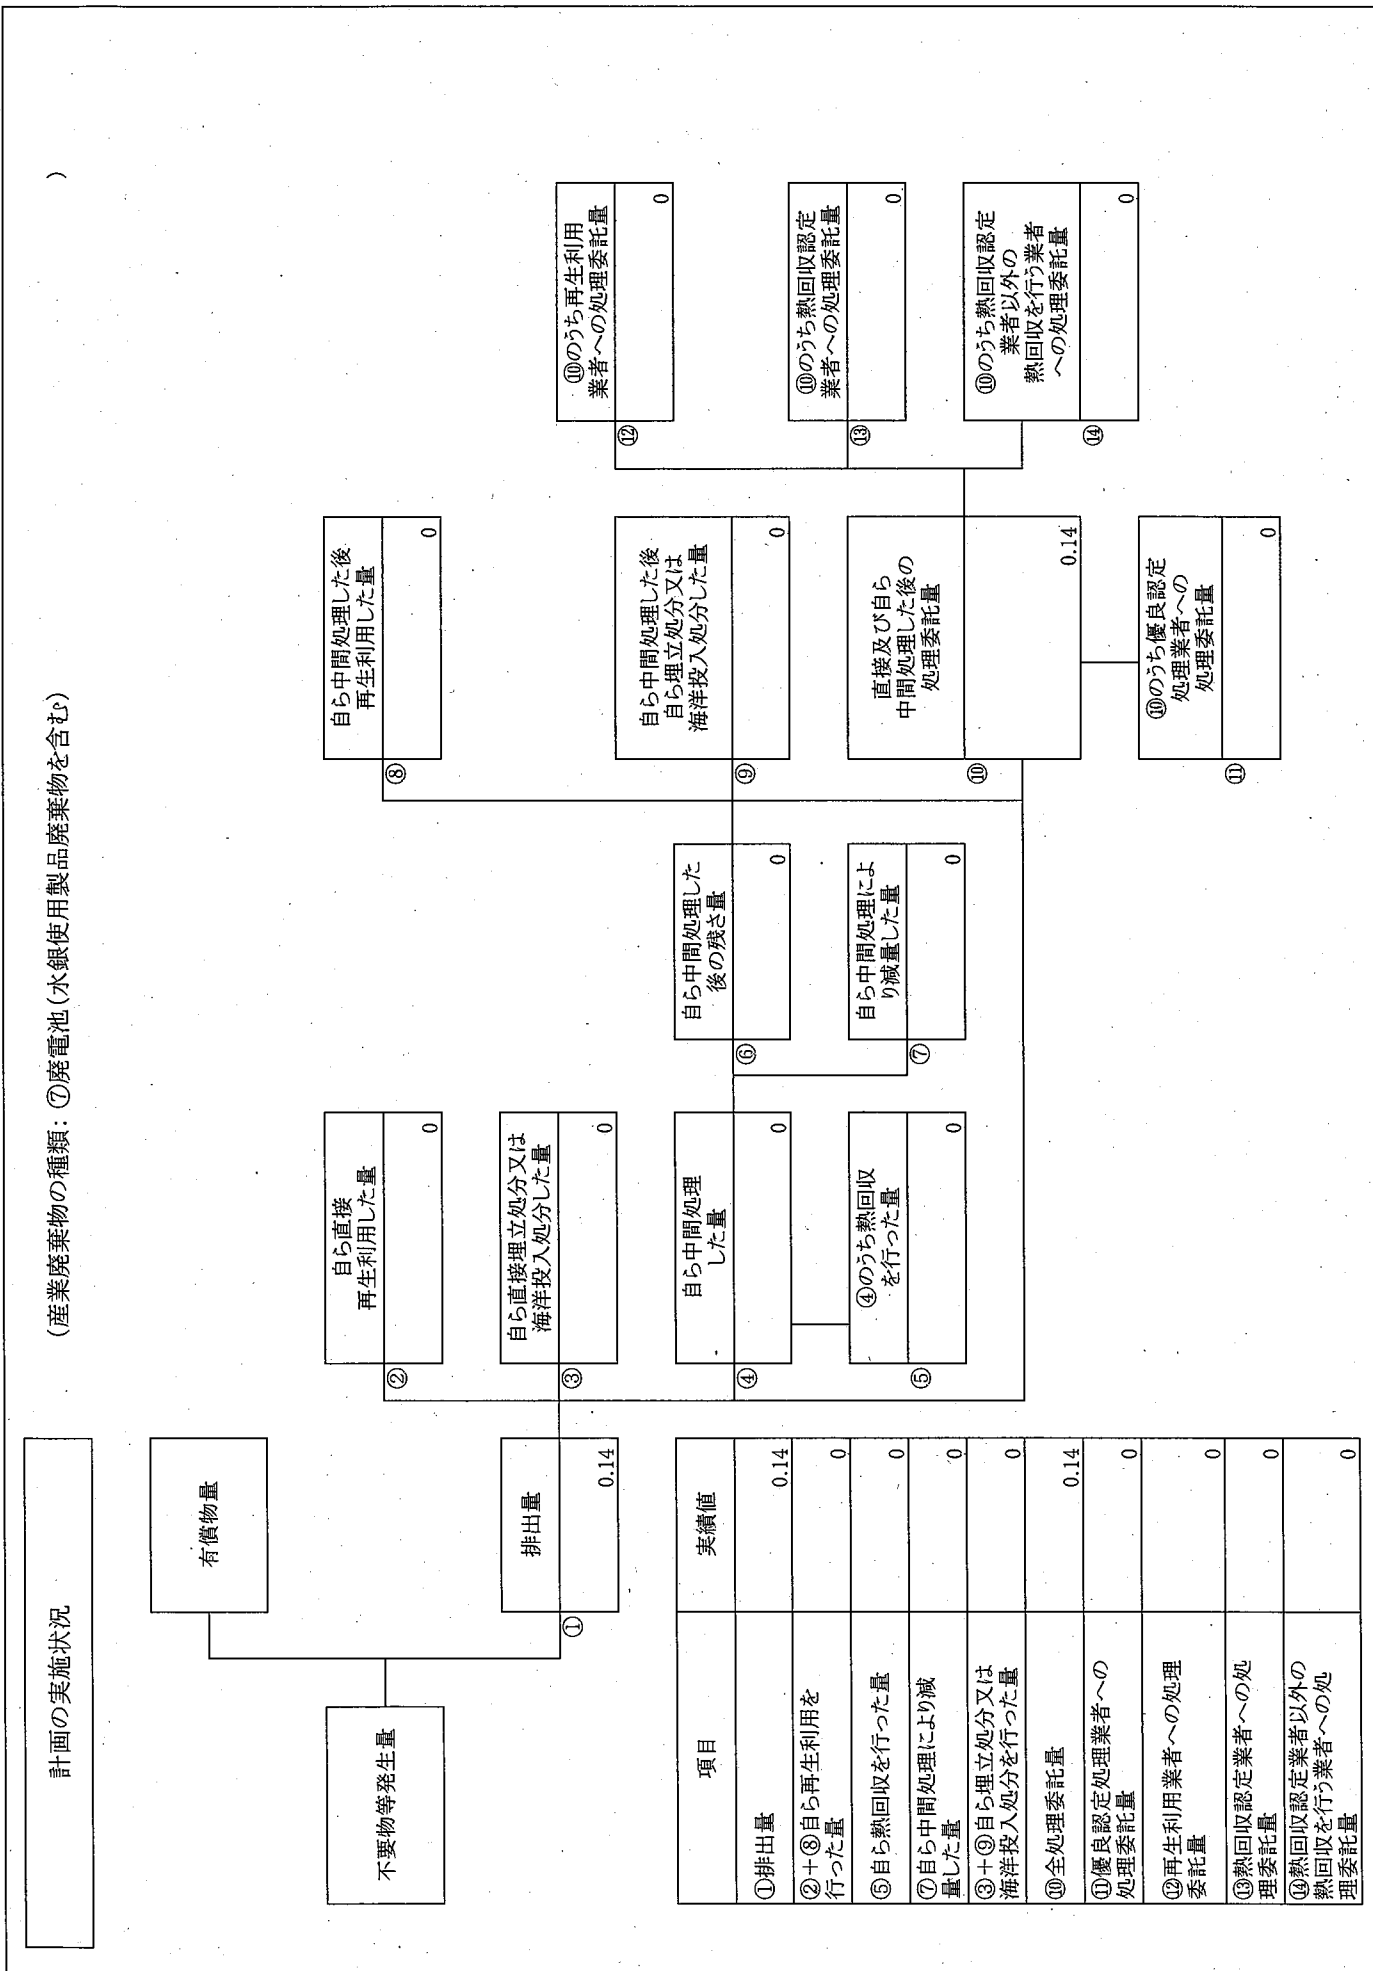 計画の実施状況
(産業廃棄物の種類：⑦廃電池(水銀使用製品廃棄物を含む)
)
不要物等発生量
有償物量
①
排出量
0.14
②
自ら直接
再生利用した量
0
③
自ら直接埋立処分又は
海洋投入処分した量
0
④
自ら中間処理
した量
0
⑤
④のうち熱回収
を行った量
0
⑥
自ら中間処理した
後の残さ量
0
⑦
自ら中間処理によ
り減量した量
0
⑧
自ら中間処理した後
再生利用した量
0
⑨
自ら中間処理した後
自ら埋立処分又は
海洋投入処分した量
0
⑩
直接及び自ら
中間処理した後の
処理委託量
0.14
⑪
⑩のうち優良認定
処理業者への
処理委託量
0
⑫
⑩のうち再生利用
業者への処理委託量
0
⑬
⑩のうち熱回収認定
業者への処理委託量
0
⑭
⑩のうち熱回収認定
業者以外の
熱回収を行う業者
への処理委託量
0
項目 実績値
①排出量 0.14
②+⑧自ら再生利用を
行った量 0
⑤自ら熱回収を行った量 0
⑦自ら中間処理により減
量した量 0
③+⑨自ら埋立処分又は
海洋投入処分を行った量 0
⑩全処理委託量 0.14
⑪優良認定処理業者への
処理委託量 0
⑫再生利用業者への処理
委託量 0
⑬熱回収認定業者への処
理委託量 0
⑭熱回収認定業者以外の
熱回収を行う業者への処
理委託量 0